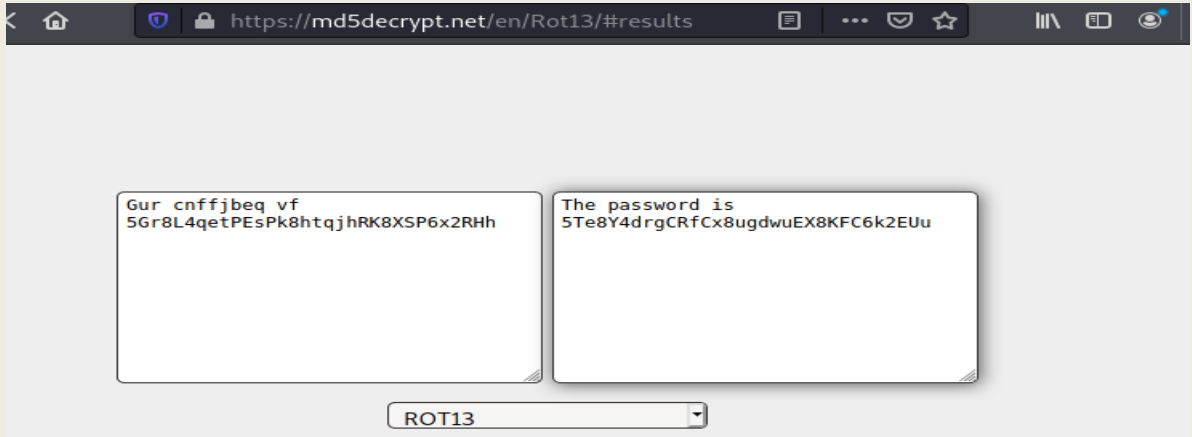 https://md5decrypt.net/en/Rot13/#results
Gur cnffjbeq vf
5Gr8L4qetPEsPk8htqjhRK8XSP6x2RHh
The password is
5Te8Y4drgCRfCx8ugdwuEX8KFC6k2EUu
ROT13